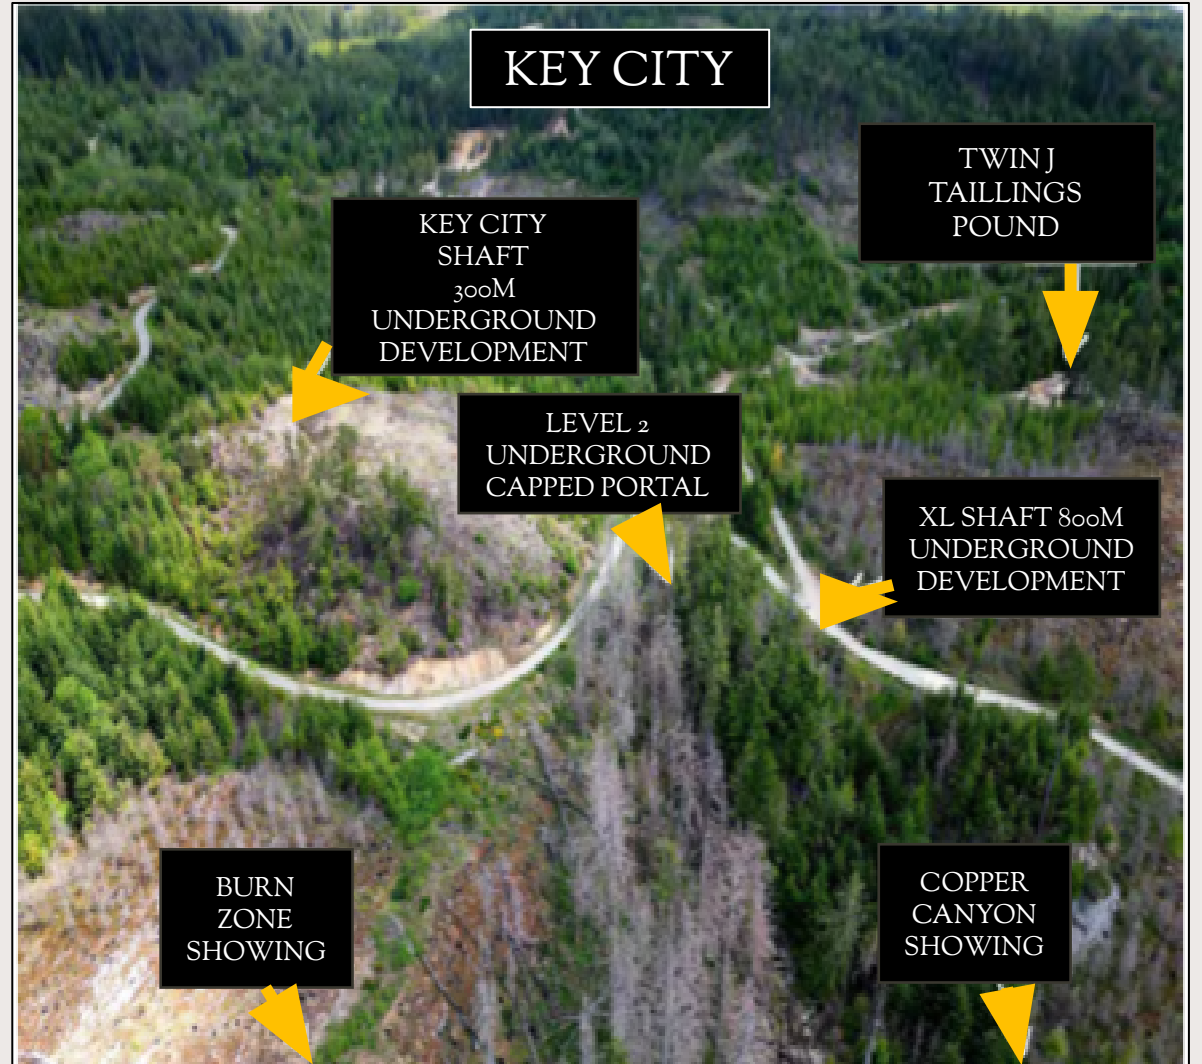 KEY CITY
TWIN J
TAILLINGS
POUND
KEY CITY
SHAFT
300M
UNDERGROUND
DEVELOPMENT
LEVEL 2
UNDERGROUND
CAPPED PORTAL
XL SHAFT 800M
UNDERGROUND
DEVELOPMENT
BURN
ZONE
SHOWING
COPPER
CANYON
SHOWING